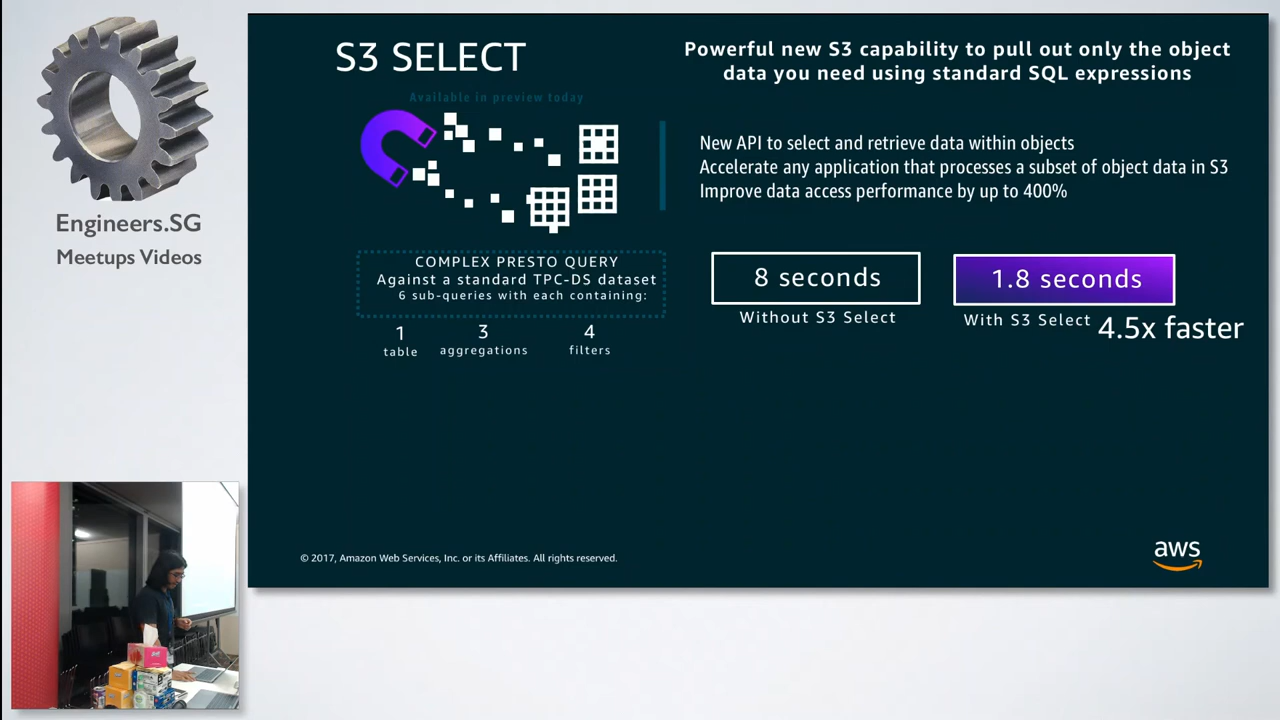 Engineers.SG
Meetups Videos
S3 SELECT
Available in preview today
Powerful new S3 capability to pull out only the object
data you need using standard SQL expressions
New API to select and retrieve data within objects
Accelerate any application that processes a subset of object data in S3
Improve data access performance by up to 400%
COMPLEX PRESTO QUERY
Against a standard TPC-DS dataset
6 sub-queries with each containing:
1
table
3
aggregations
4
filters
8 seconds
Without S3 Select
1.8 seconds
With S3 Select
4.5x faster
© 2017, Amazon Web Services, Inc. or its Affiliates. All rights reserved.
aws